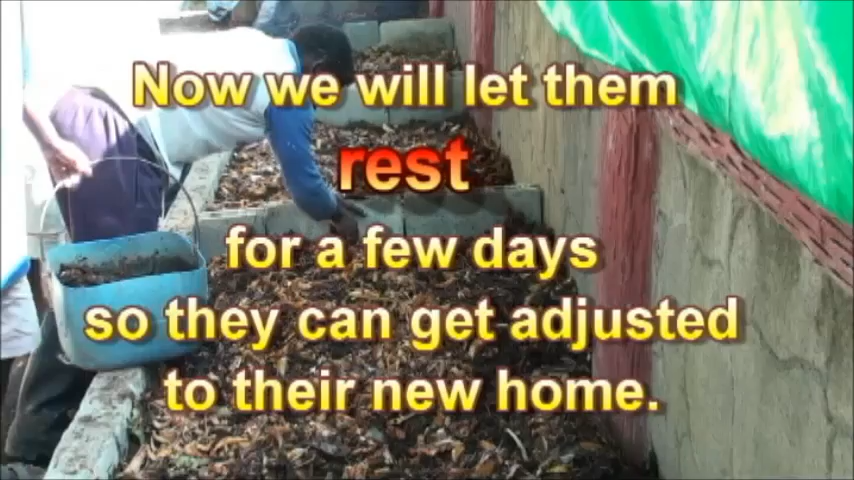 Now we will let them
rest
for a few days
so they can get adjusted
to their new home.